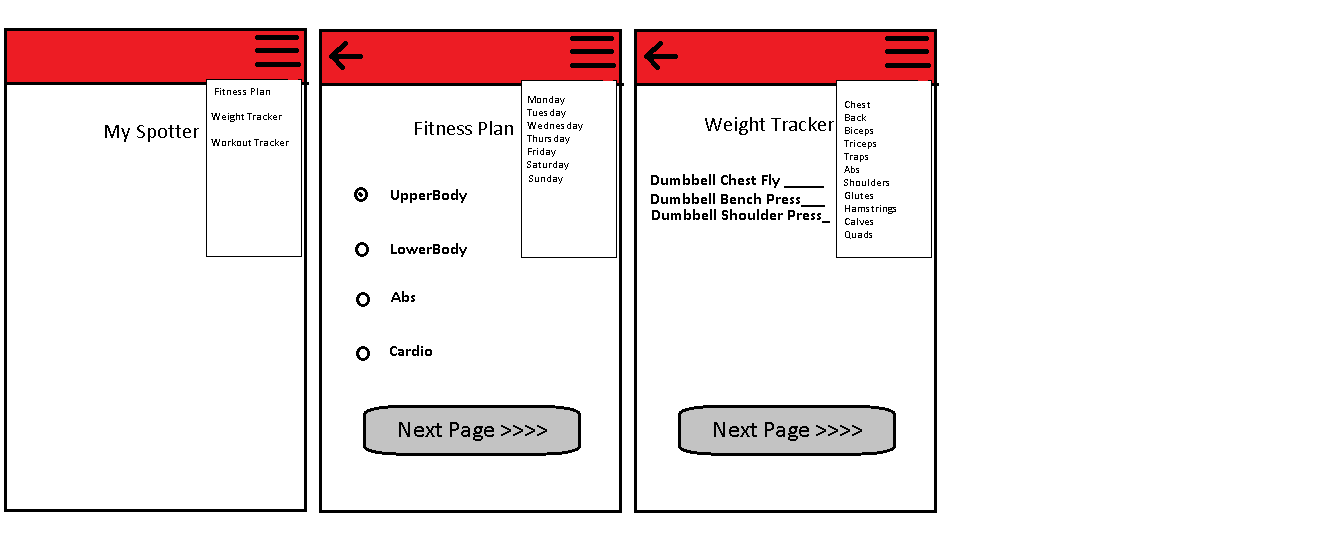 My Spotter
Fitness Plan
Weight Tracker
Workout Tracker
Fitness Plan
Monday
Tuesday
Wednesday
Thursday
Friday
Saturday
Sunday
UpperBody
LowerBody
Abs
Cardio
Next Page >>>>
Weight Tracker
Chest
Back
Biceps
Triceps
Traps
Abs
Shoulders
Glutes
Hamstrings
Calves
Quads
Dumbbell Chest Fly _____
Dumbbell Bench Press___
Dumbbell Shoulder Press_
Next Page >>>>